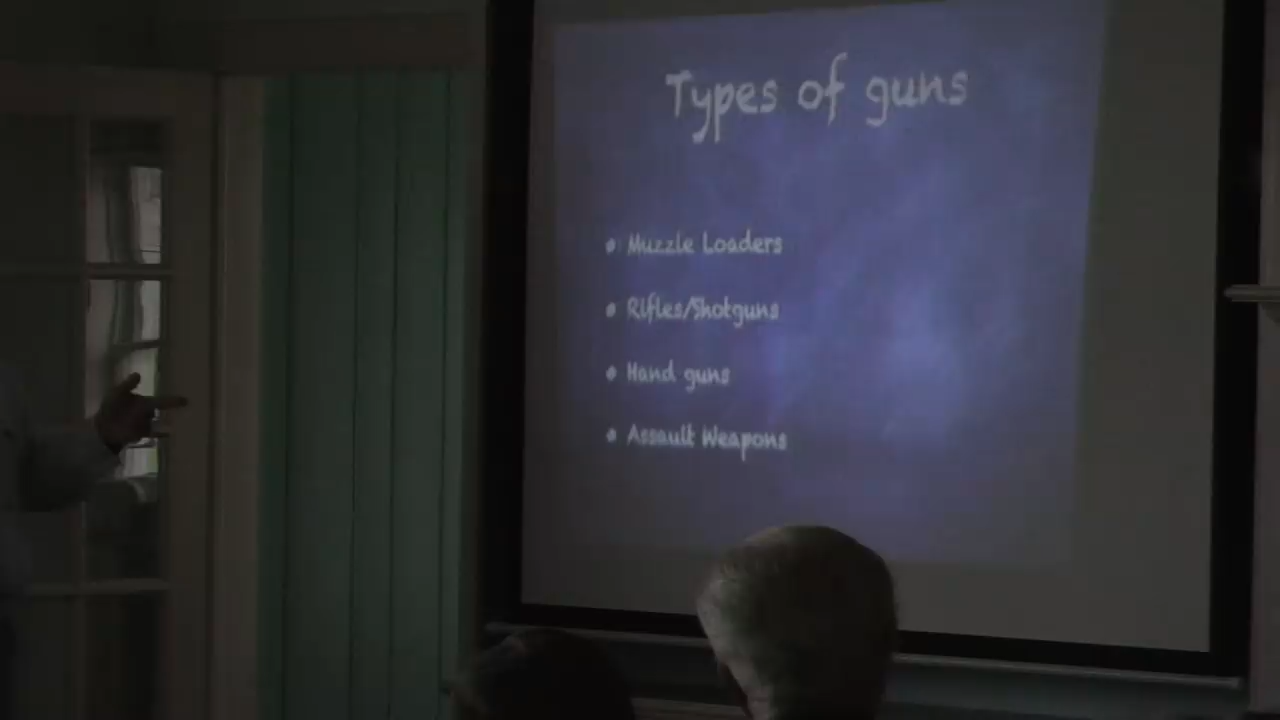 Types of guns
• Muzzle Loaders
• Rifles/Shotguns
• Hand guns
• Assault Weapons